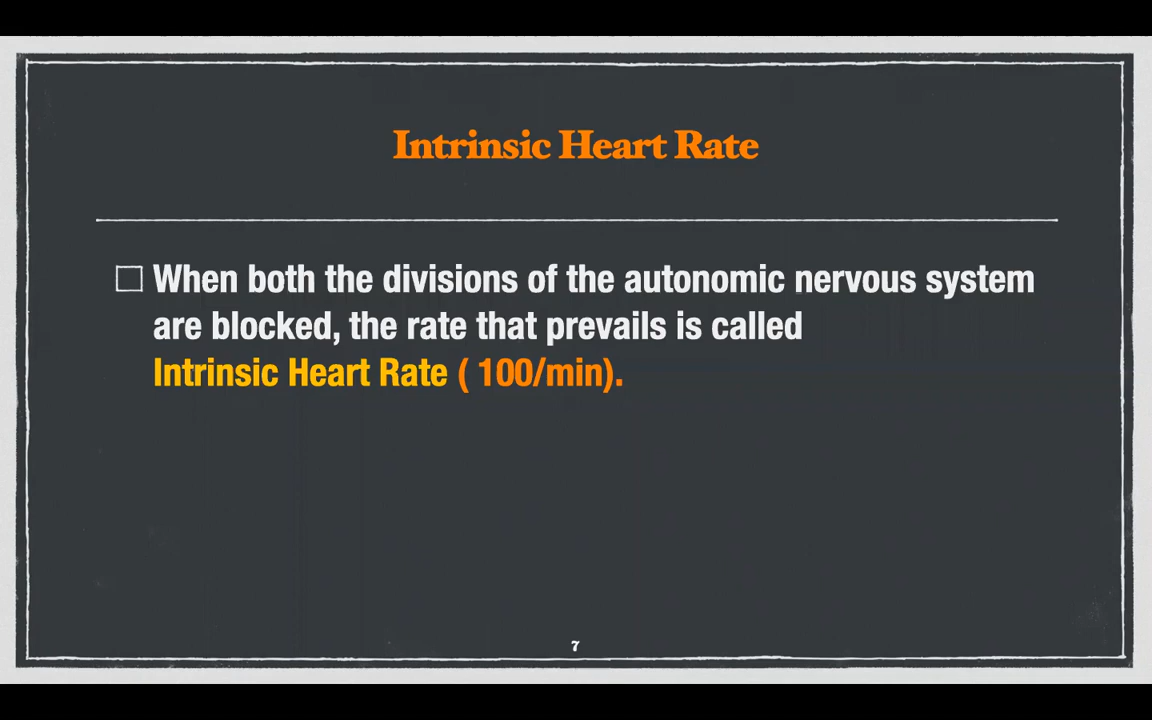 Intrinsic Heart Rate
When both the divisions of the autonomic nervous system
are blocked, the rate that prevails is called
Intrinsic Heart Rate ( 100/min).
7